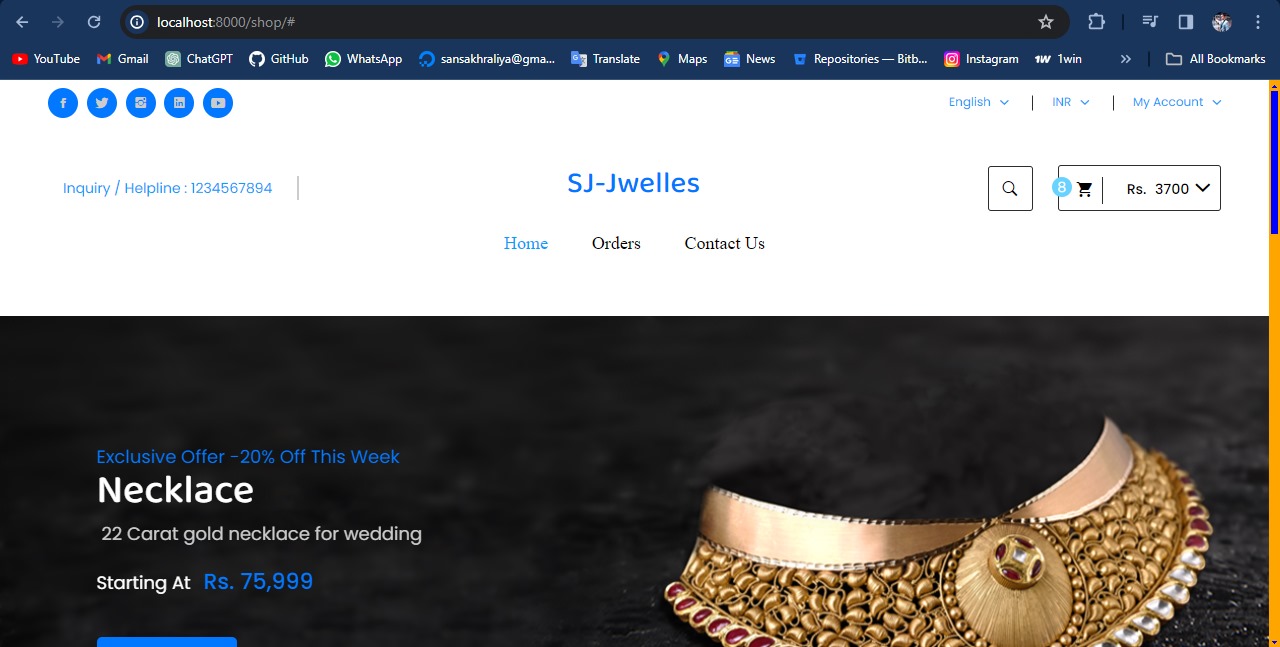 localhost:8000/shop/#
YouTube Gmail ChatGPT GitHub WhatsApp sansakhraliya@gma... Translate Maps News Repositories — Bitb... Instagram 1win » All Bookmarks
English INR My Account
Inquiry / Helpline : 1234567894
SJ-Jwelles
8 Rs. 3700
Home Orders Contact Us
Exclusive Offer -20% Off This Week
Necklace
22 Carat gold necklace for wedding
Starting At Rs. 75,999